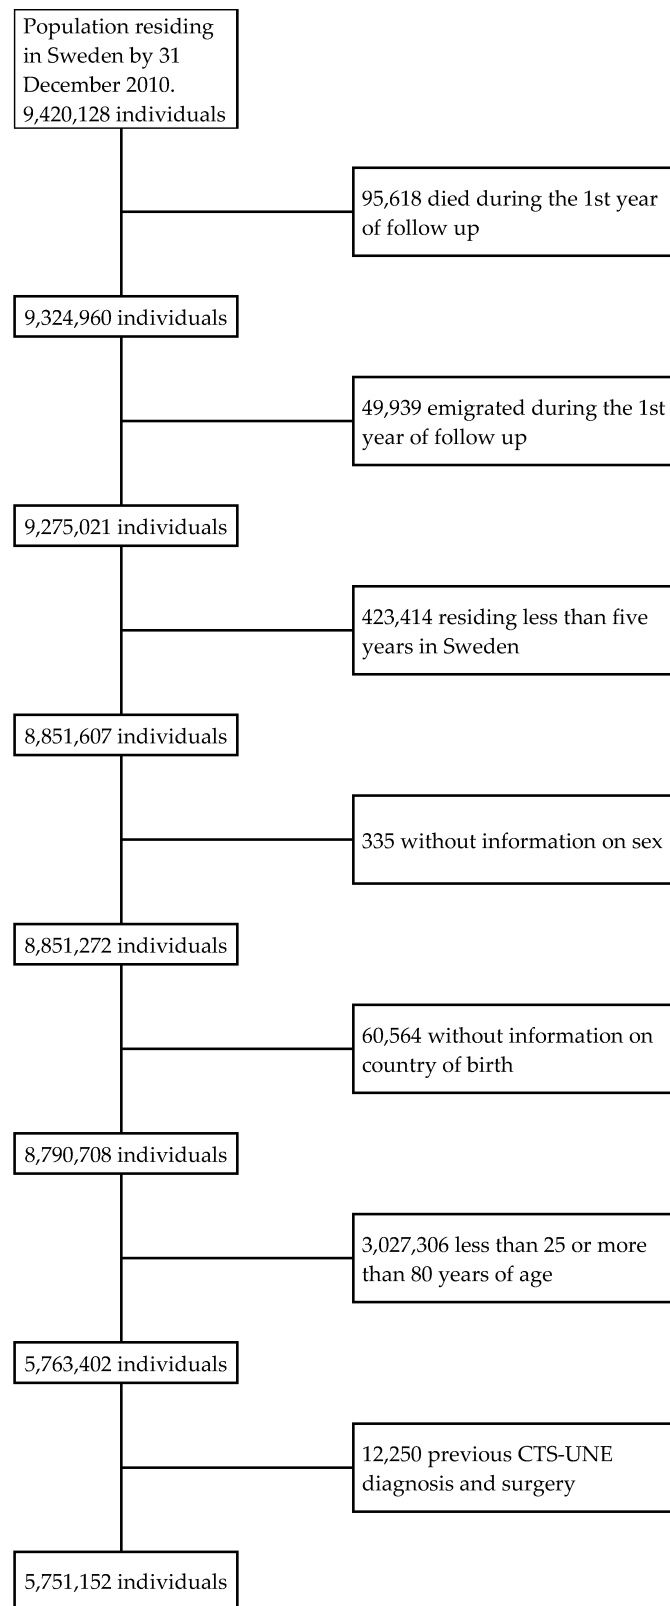 Population residing
in Sweden by 31
December 2010.
9,420,128 individuals
95,618 died during the 1st year
of follow up
9,324,960 individuals
49,939 emigrated during the 1st
year of follow up
9,275,021 individuals
423,414 residing less than five
years in Sweden
8,851,607 individuals
335 without information on sex
8,851,272 individuals
60,564 without information on
country of birth
8,790,708 individuals
3,027,306 less than 25 or more
than 80 years of age
5,763,402 individuals
12,250 previous CTS-UNE
diagnosis and surgery
5,751,152 individuals